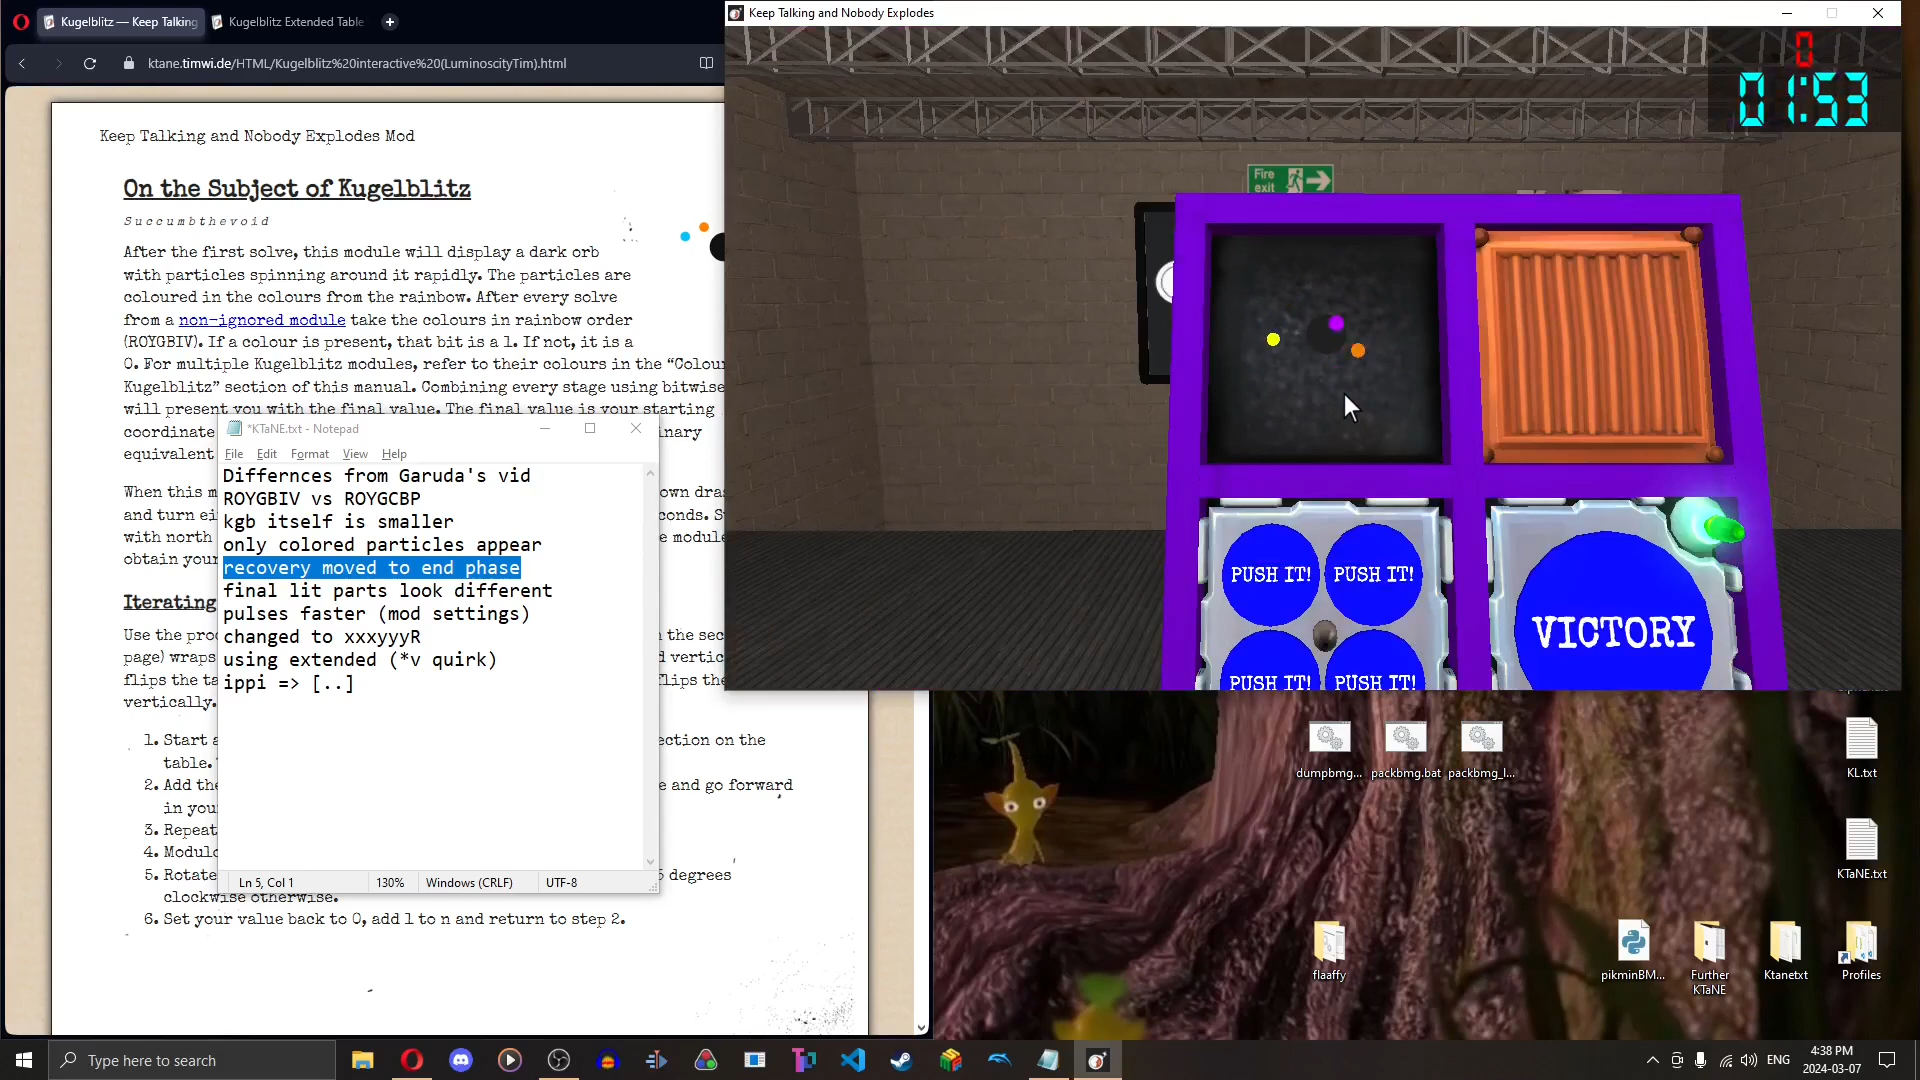 Kugelblitz — Keep Talking
Kugelblitz Extended Table
ktane.timwi.de/HTML/Kugelblitz%20interactive%20(LuminoscityTim).html
Keep Talking and Nobody Explodes Mod
On the Subject of Kugelblitz
Succumbthevoid
After the first solve, this module will display a dark orb
with particles spinning around it rapidly. The particles are
coloured in the colours from the rainbow. After every solve
from a non-ignored module take the colours in rainbow order
(ROYGBIV). If a colour is present, that bit is a 1. If not, it is a
0. For multiple Kugelblitz modules, refer to their colours in the “Colou
Kugelblitz” section of this manual. Combining every stage using bitwise
will present you with the final value. The final value is your starting
coordinate
inary
equivalent
When this m
own dras
and turn ei
conds. S
with north
e module
obtain your
Iterating
Use the pro
n the sec
page) wraps
d vertic
flips the ta
lips the
vertically.
1. Start a
ection on the
table.
2. Add the
e and go forward
in you
3. Repeat
4. Modulo
5. Rotate
5 degrees
clockwise otherwise.
6. Set your value back to 0, add 1 to n and return to step 2.
*KTaNE.txt - Notepad
File Edit Format View Help
Differnces from Garuda's vid
ROYGBIV vs ROYGCBP
kgb itself is smaller
only colored particles appear
recovery moved to end phase
final lit parts look different
pulses faster (mod settings)
changed to xxxyyyR
using extended (*v quirk)
ippi => [..]
Ln 5, Col 1 130% Windows (CRLF) UTF-8
Keep Talking and Nobody Explodes
0
01:53
Fire
exit
PUSH IT! PUSH IT!
VICTORY
PUSH IT! PUSH IT!
dumpbmg... packbmg.bat packbmg_l...
KL.txt
KTaNE.txt
flaaffy
pikminBM...
Further
KTaNE
Ktanetxt
Profiles
Type here to search
ENG
4:38 PM
2024-03-07